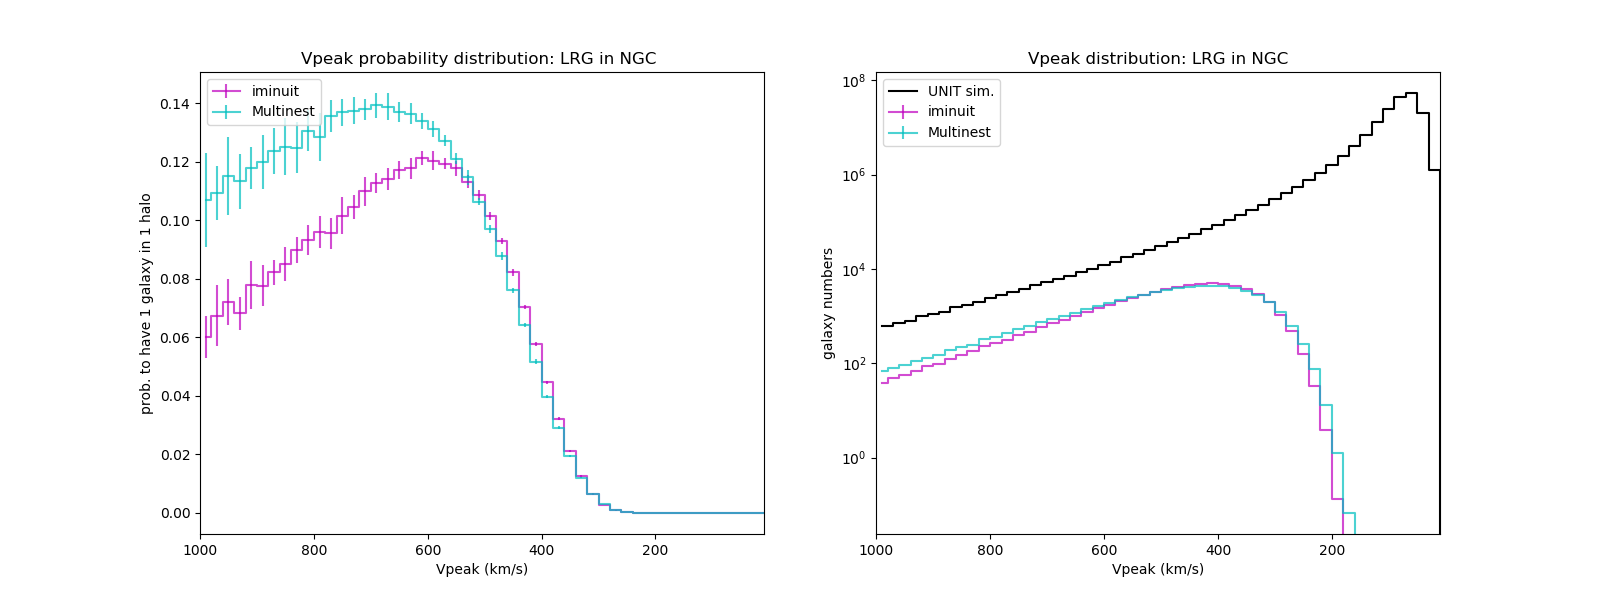 Vpeak probability distribution: LRG in NGC
iminuit
Multinest
prob. to have 1 galaxy in 1 halo
0.14
0.12
0.10
0.08
0.06
0.04
0.02
0.00
1000 800 600 400 200
Vpeak (km/s)
Vpeak distribution: LRG in NGC
UNIT sim.
iminuit
Multinest
galaxy numbers
10^8
10^6
10^4
10^2
10^0
1000 800 600 400 200
Vpeak (km/s)